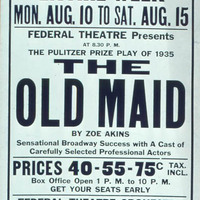 MON. AUG. 10 TO SAT. AUG. 15
FEDERAL THEATRE Presents
AT 8.30 P. M.
THE PULITZER PRIZE PLAY OF 1935
THE
OLD MAID
BY ZOE AKINS
Sensational Broadway Success with A Cast of
Carefully Selected Professional Actors
PRICES 40-55-75c TAX. INCL.
Box Office Open 1 P. M. to 10 P. M.
GET YOUR SEATS EARLY